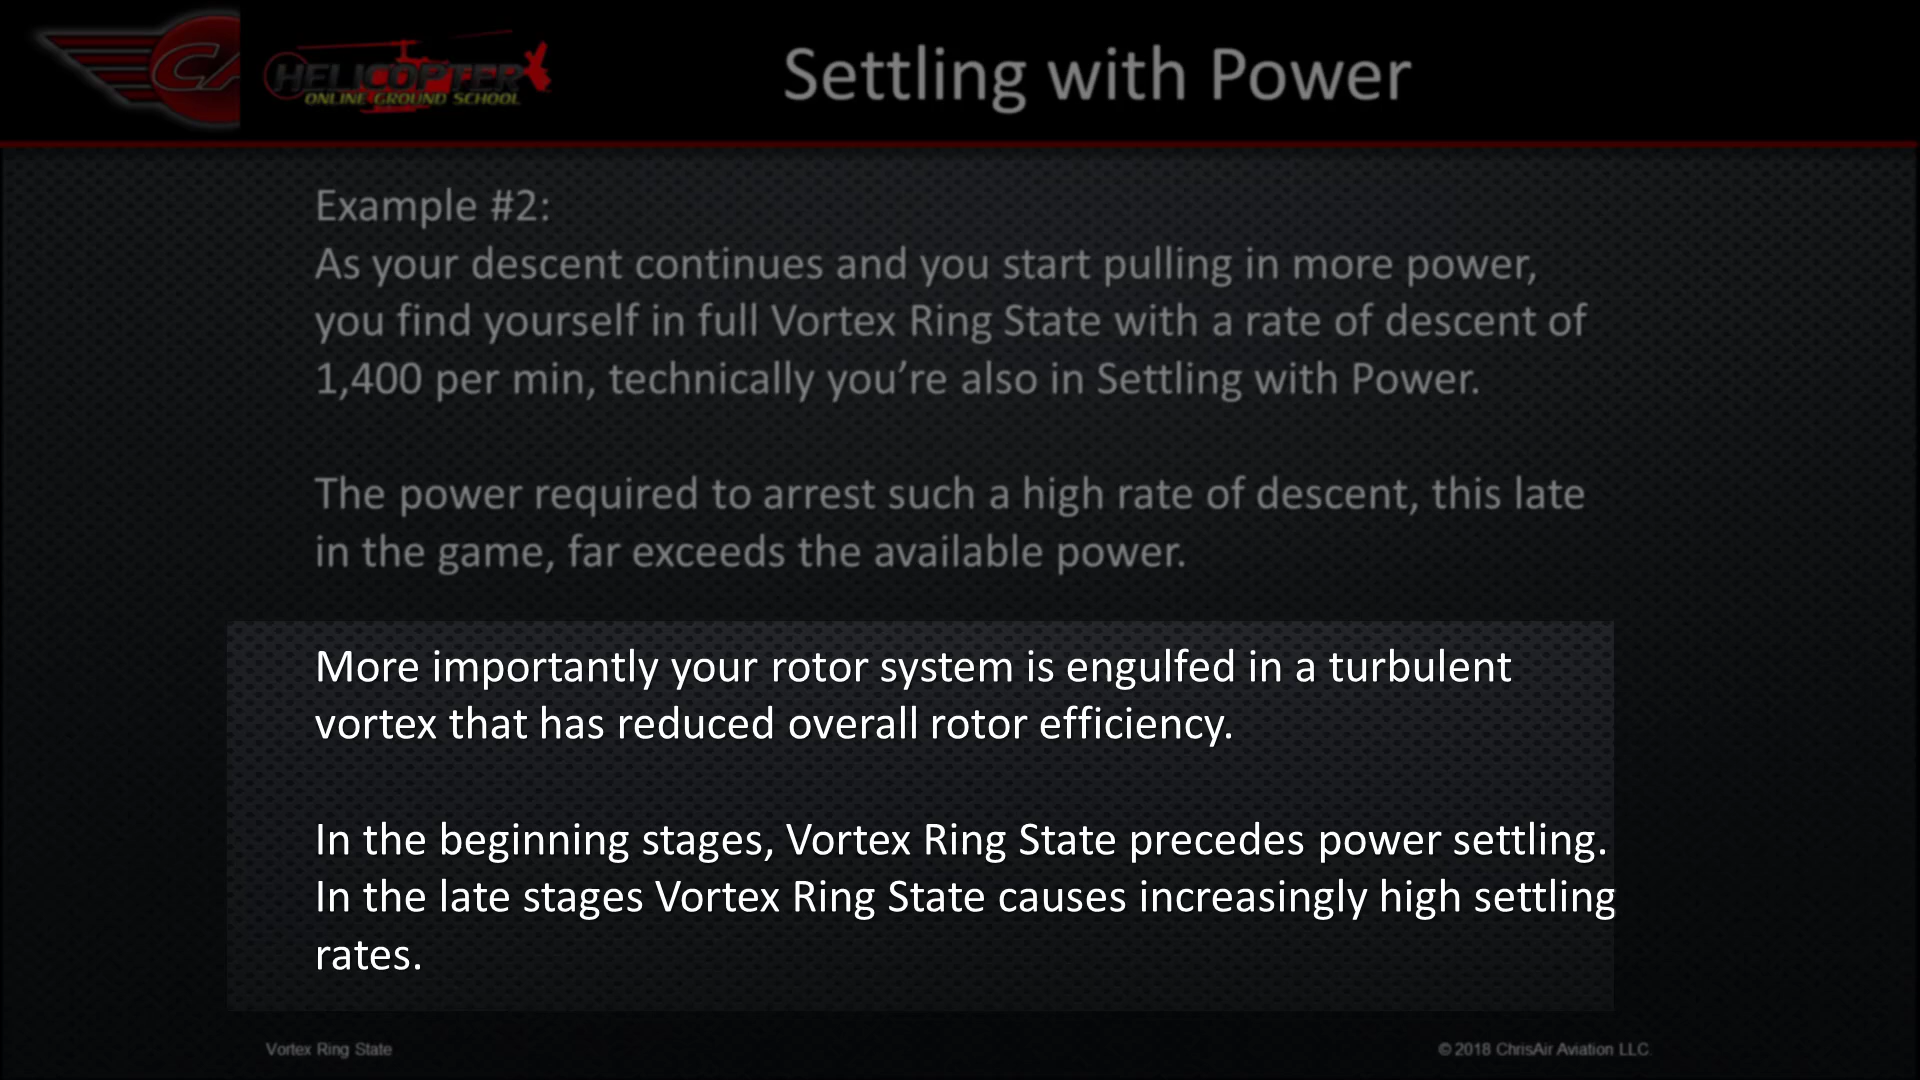 CA
HELICOPTER
ONLINE GROUND SCHOOL
Settling with Power
Example #2:
As your descent continues and you start pulling in more power,
you find yourself in full Vortex Ring State with a rate of descent of
1,400 per min, technically you’re also in Settling with Power.
The power required to arrest such a high rate of descent, this late
in the game, far exceeds the available power.
More importantly your rotor system is engulfed in a turbulent
vortex that has reduced overall rotor efficiency.
In the beginning stages, Vortex Ring State precedes power settling.
In the late stages Vortex Ring State causes increasingly high settling
rates.
Vortex Ring State
© 2018 ChrisAir Aviation LLC.